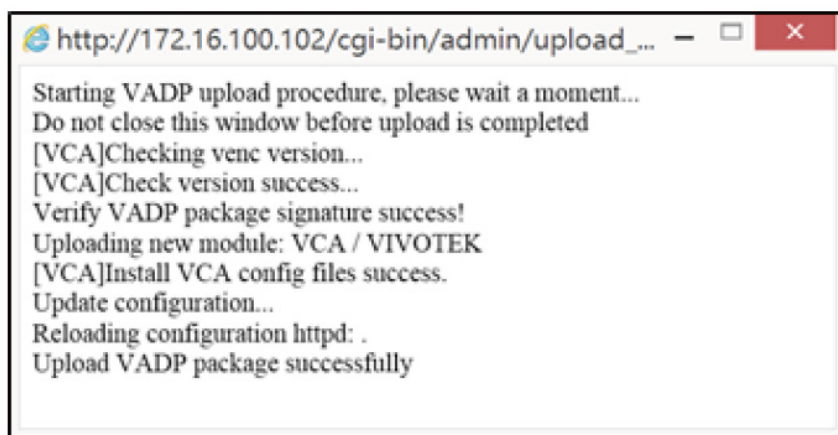 http://172.16.100.102/cgi-bin/admin/upload_...
Starting VADP upload procedure, please wait a moment...
Do not close this window before upload is completed
[VCA]Checking venc version...
[VCA]Check version success...
Verify VADP package signature success!
Uploading new module: VCA / VIVOTEK
[VCA]Install VCA config files success.
Update configuration...
Reloading configuration httpd: .
Upload VADP package successfully